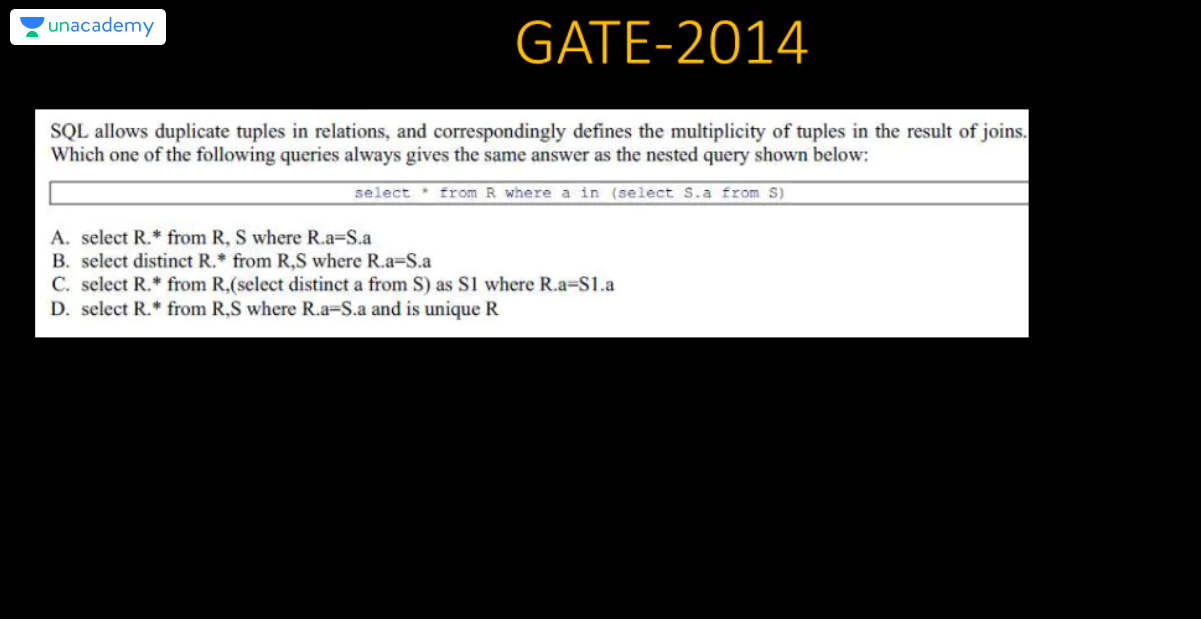 unacademy
GATE-2014
SQL allows duplicate tuples in relations, and correspondingly defines the multiplicity of tuples in the result of joins.
Which one of the following queries always gives the same answer as the nested query shown below:
select * from R where a in (select S.a from S)
A. select R.* from R, S where R.a=S.a
B. select distinct R.* from R,S where R.a=S.a
C. select R.* from R,(select distinct a from S) as S1 where R.a=S1.a
D. select R.* from R,S where R.a=S.a and is unique R